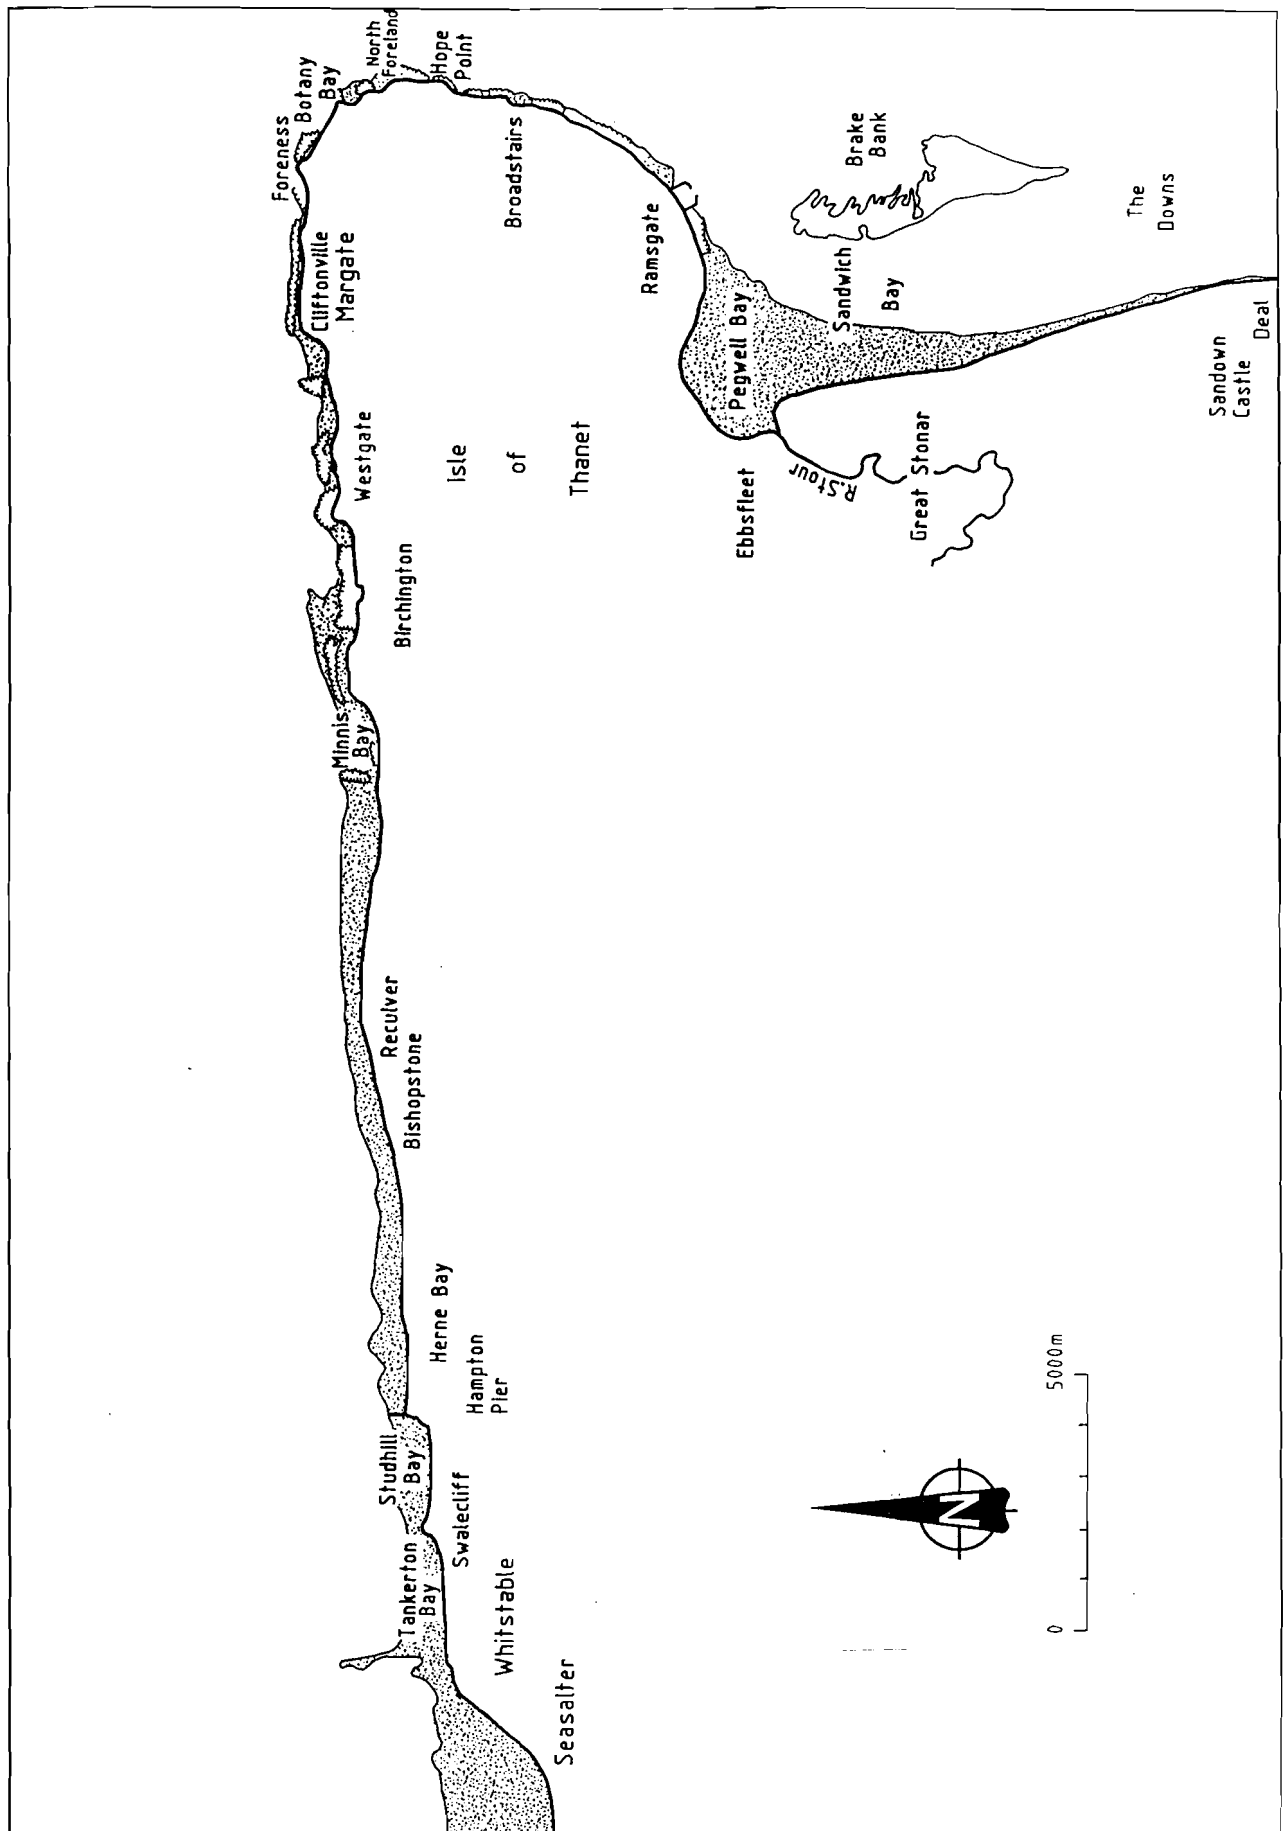 Foreness
Botany
Bay
North
Foreland
Hope
Point
Cliftonville
Margate
Broadstairs
Westgate
Isle
of
Thanet
Birchington
Minnis
Bay
Ramsgate
Brake
Bank
Pegwell Bay
Sandwich
Bay
The
Downs
Ebbsfleet
R.Stour
Great Stonar
Sandown
Castle
Deal
Reculver
Bishopstone
Herne Bay
Hampton
Pier
Studhill
Bay
Swalecliff
Tankerton
Bay
Whitstable
Seasalter
N
0
5000m